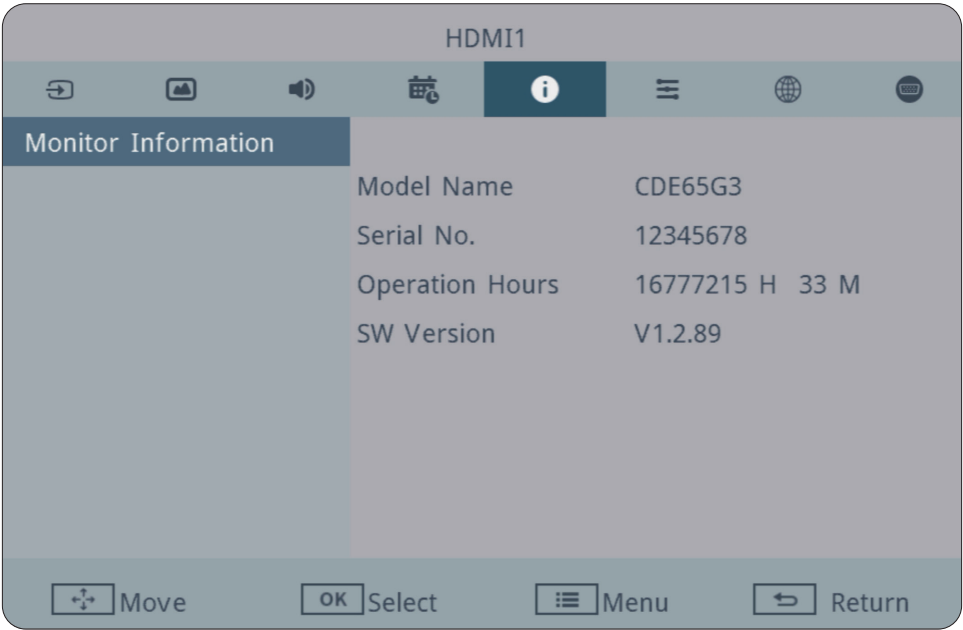 HDMI1
Monitor Information
Model Name CDE65G3
Serial No. 12345678
Operation Hours 16777215 H 33 M
SW Version V1.2.89
Move OK Select Menu Return